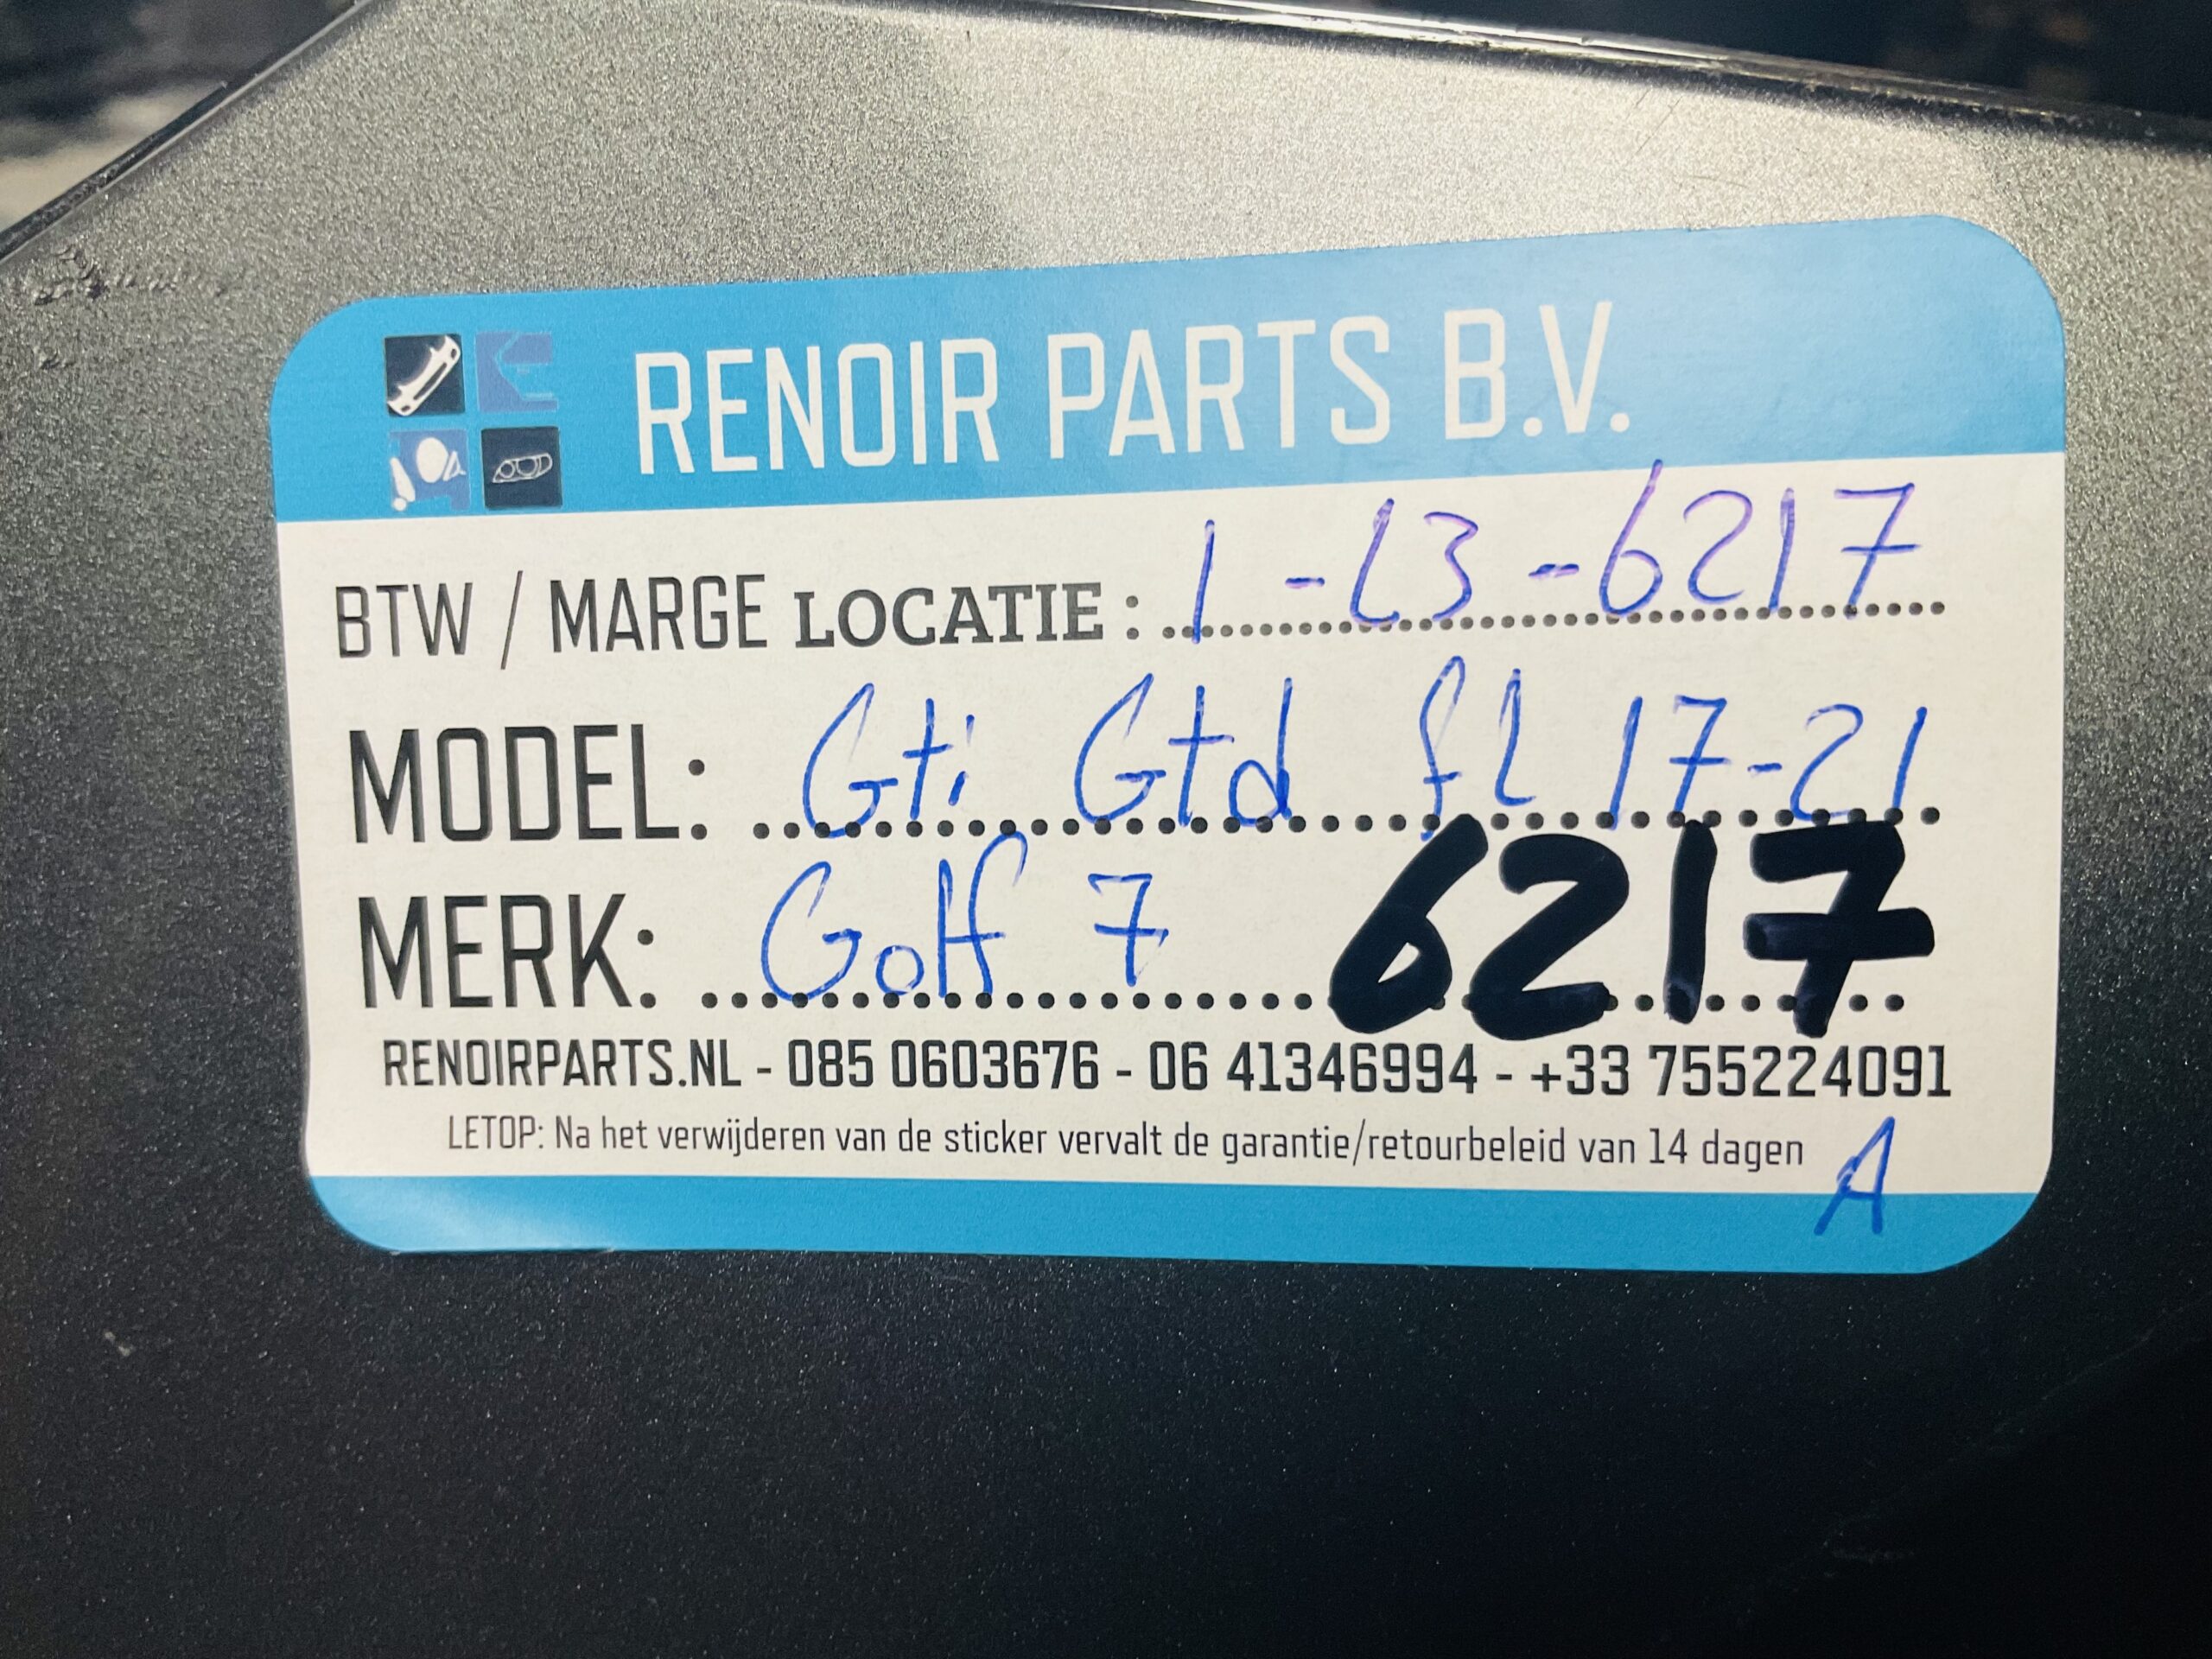 RENOIR PARTS B.V.
BTW / MARGE LOCATIE : 1 - L3 - 6217
MODEL: Gti Gtd fl 17-21
MERK: Golf 7 6217
RENOIRPARTS.NL - 085 0603676 - 06 41346994 - +33 755224091
LETOP: Na het verwijderen van de sticker vervalt de garantie/retourbeleid van 14 dagen
A